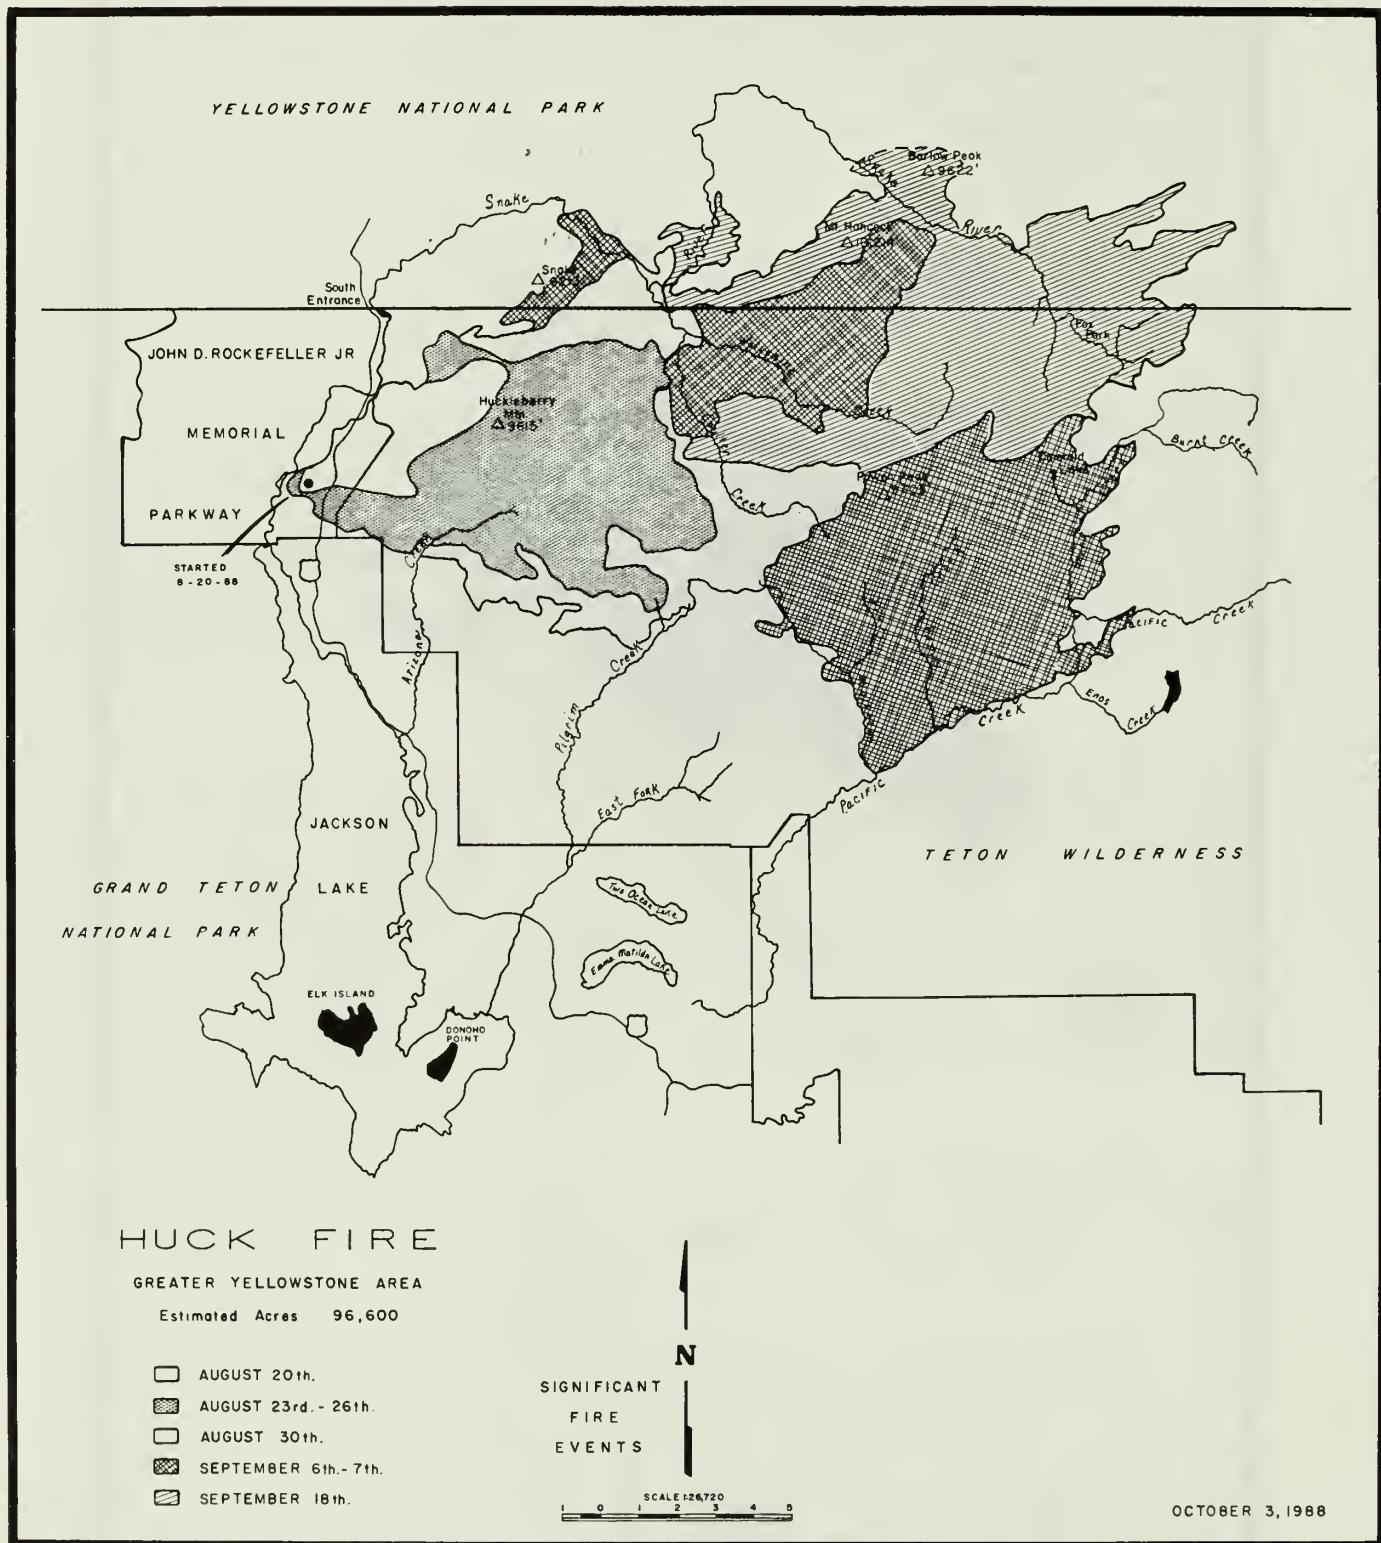 YELLOWSTONE NATIONAL PARK
Barlow Peak
9622'
Snake
River
Mt. Hancock
South
Entrance
Fox
Park
JOHN D. ROCKEFELLER JR
MEMORIAL
PARKWAY
Huckleberry
Mtn.
9615'
Creek
Burnt Creek
Creek
STARTED
8-20-88
Creek
Arizona
Pacific
Creek
Creek
Pilgrim
Enos
Creek
Creek
East Fork
Pacific
JACKSON
LAKE
TETON WILDERNESS
GRAND TETON
NATIONAL PARK
Two Ocean Lake
Emma Matilda Lake
ELK ISLAND
DONOHO
POINT
HUCK FIRE
GREATER YELLOWSTONE AREA
Estimated Acres 96,600
AUGUST 20th.
AUGUST 23rd. - 26th.
AUGUST 30th.
SEPTEMBER 6th.- 7th.
SEPTEMBER 18th.
N
SIGNIFICANT
FIRE
EVENTS
SCALE 1:26,720
1 0 1 2 3 4 5
OCTOBER 3, 1988